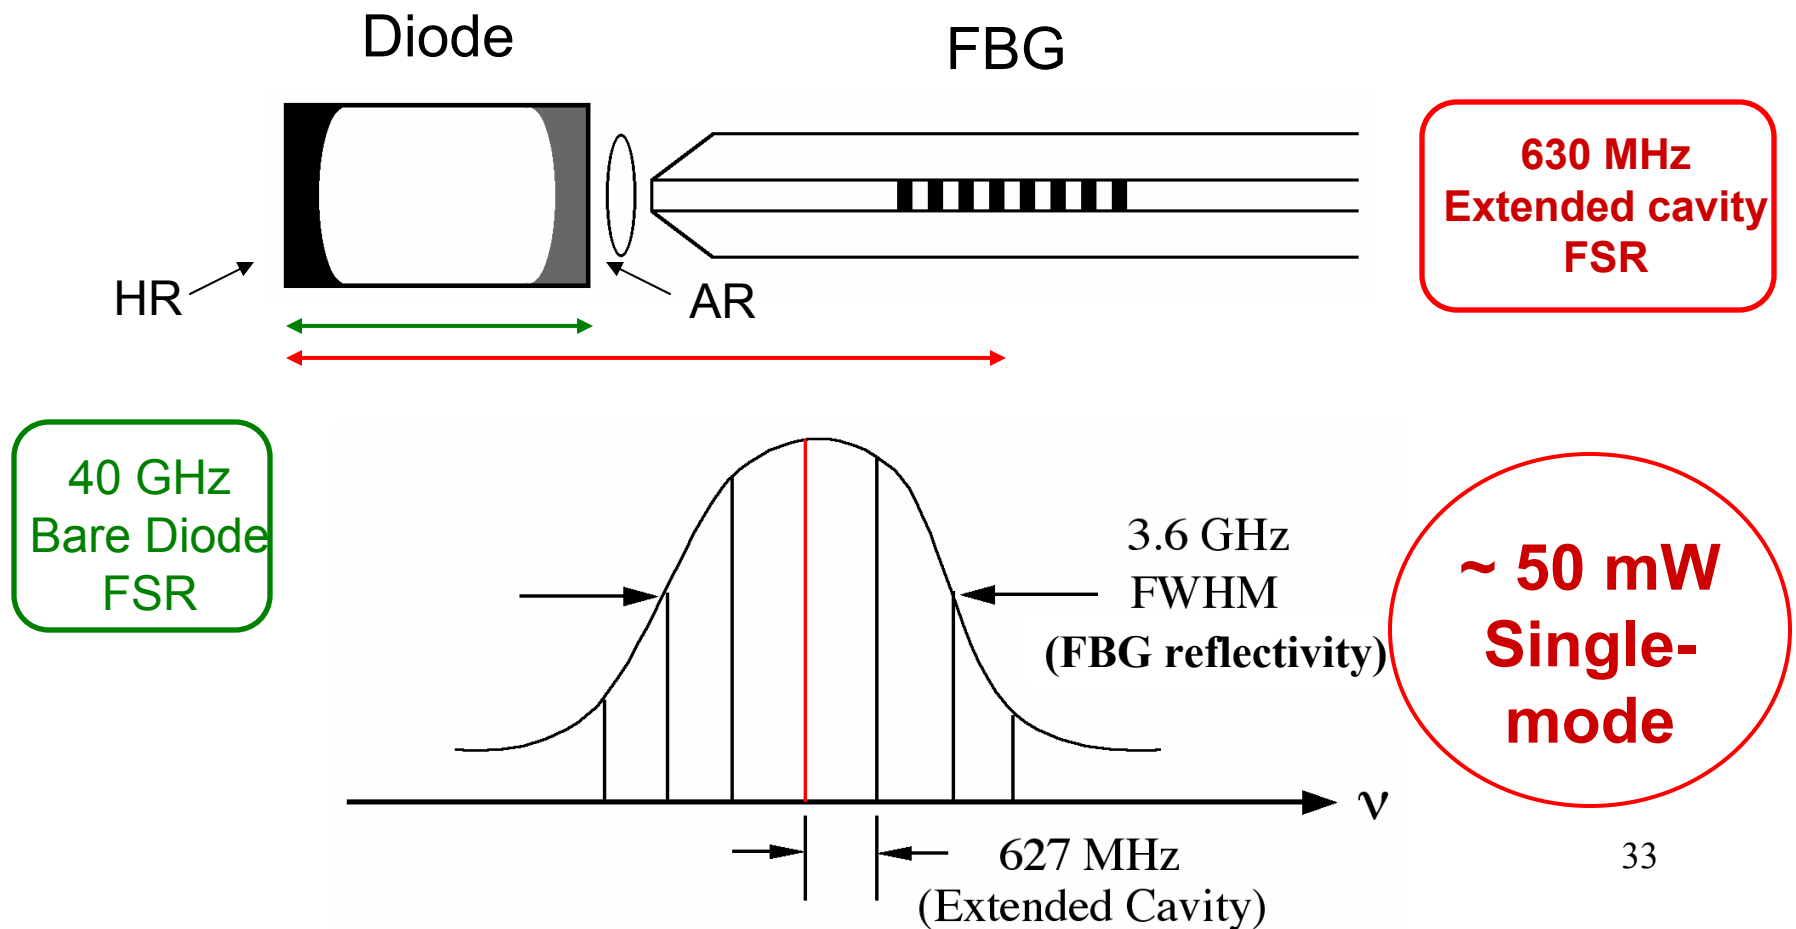 Diode
FBG
630 MHz
Extended cavity
FSR
HR
AR
40 GHz
Bare Diode
FSR
3.6 GHz
FWHM
(FBG reflectivity)
~ 50 mW
Single-
mode
ν
627 MHz
(Extended Cavity)
33